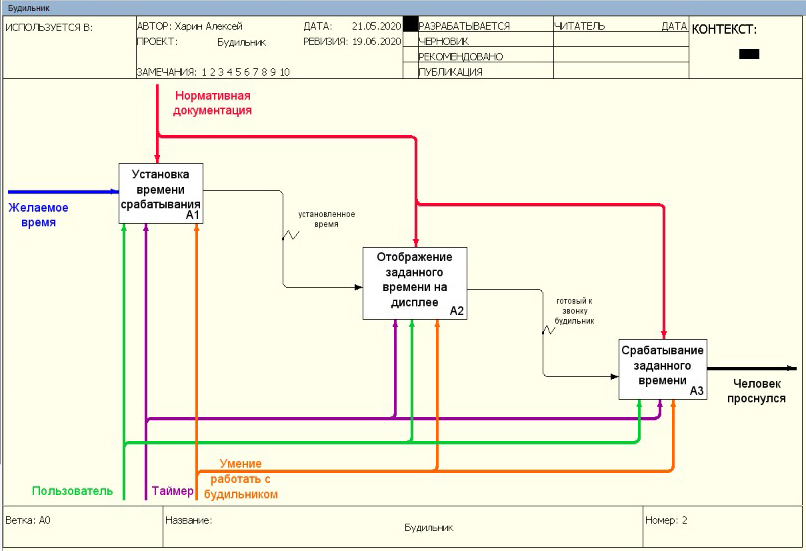 Будильник
ИСПОЛЬЗУЕТСЯ В:
АВТОР: Харин Алексей
ДАТА: 21.05.2020
ПРОЕКТ: Будильник
РЕВИЗИЯ: 19.06.2020
ЗАМЕЧАНИЯ: 1 2 3 4 5 6 7 8 9 10
РАЗРАБАТЫВАЕТСЯ
ЧЕРНОВИК
РЕКОМЕНДОВАНО
ПУБЛИКАЦИЯ
ЧИТАТЕЛЬ ДАТА
КОНТЕКСТ:
Нормативная
документация
Установка
времени
срабатывания
A1
Желаемое
время
установленное
время
Отображение
заданного
времени на
дисплее
A2
готовый к
звонку
будильник
Срабатывание
заданного
времени
A3
Человек
проснулся
Пользователь
Таймер
Умение
работать с
будильником
Ветка: A0
Название:
Будильник
Номер: 2